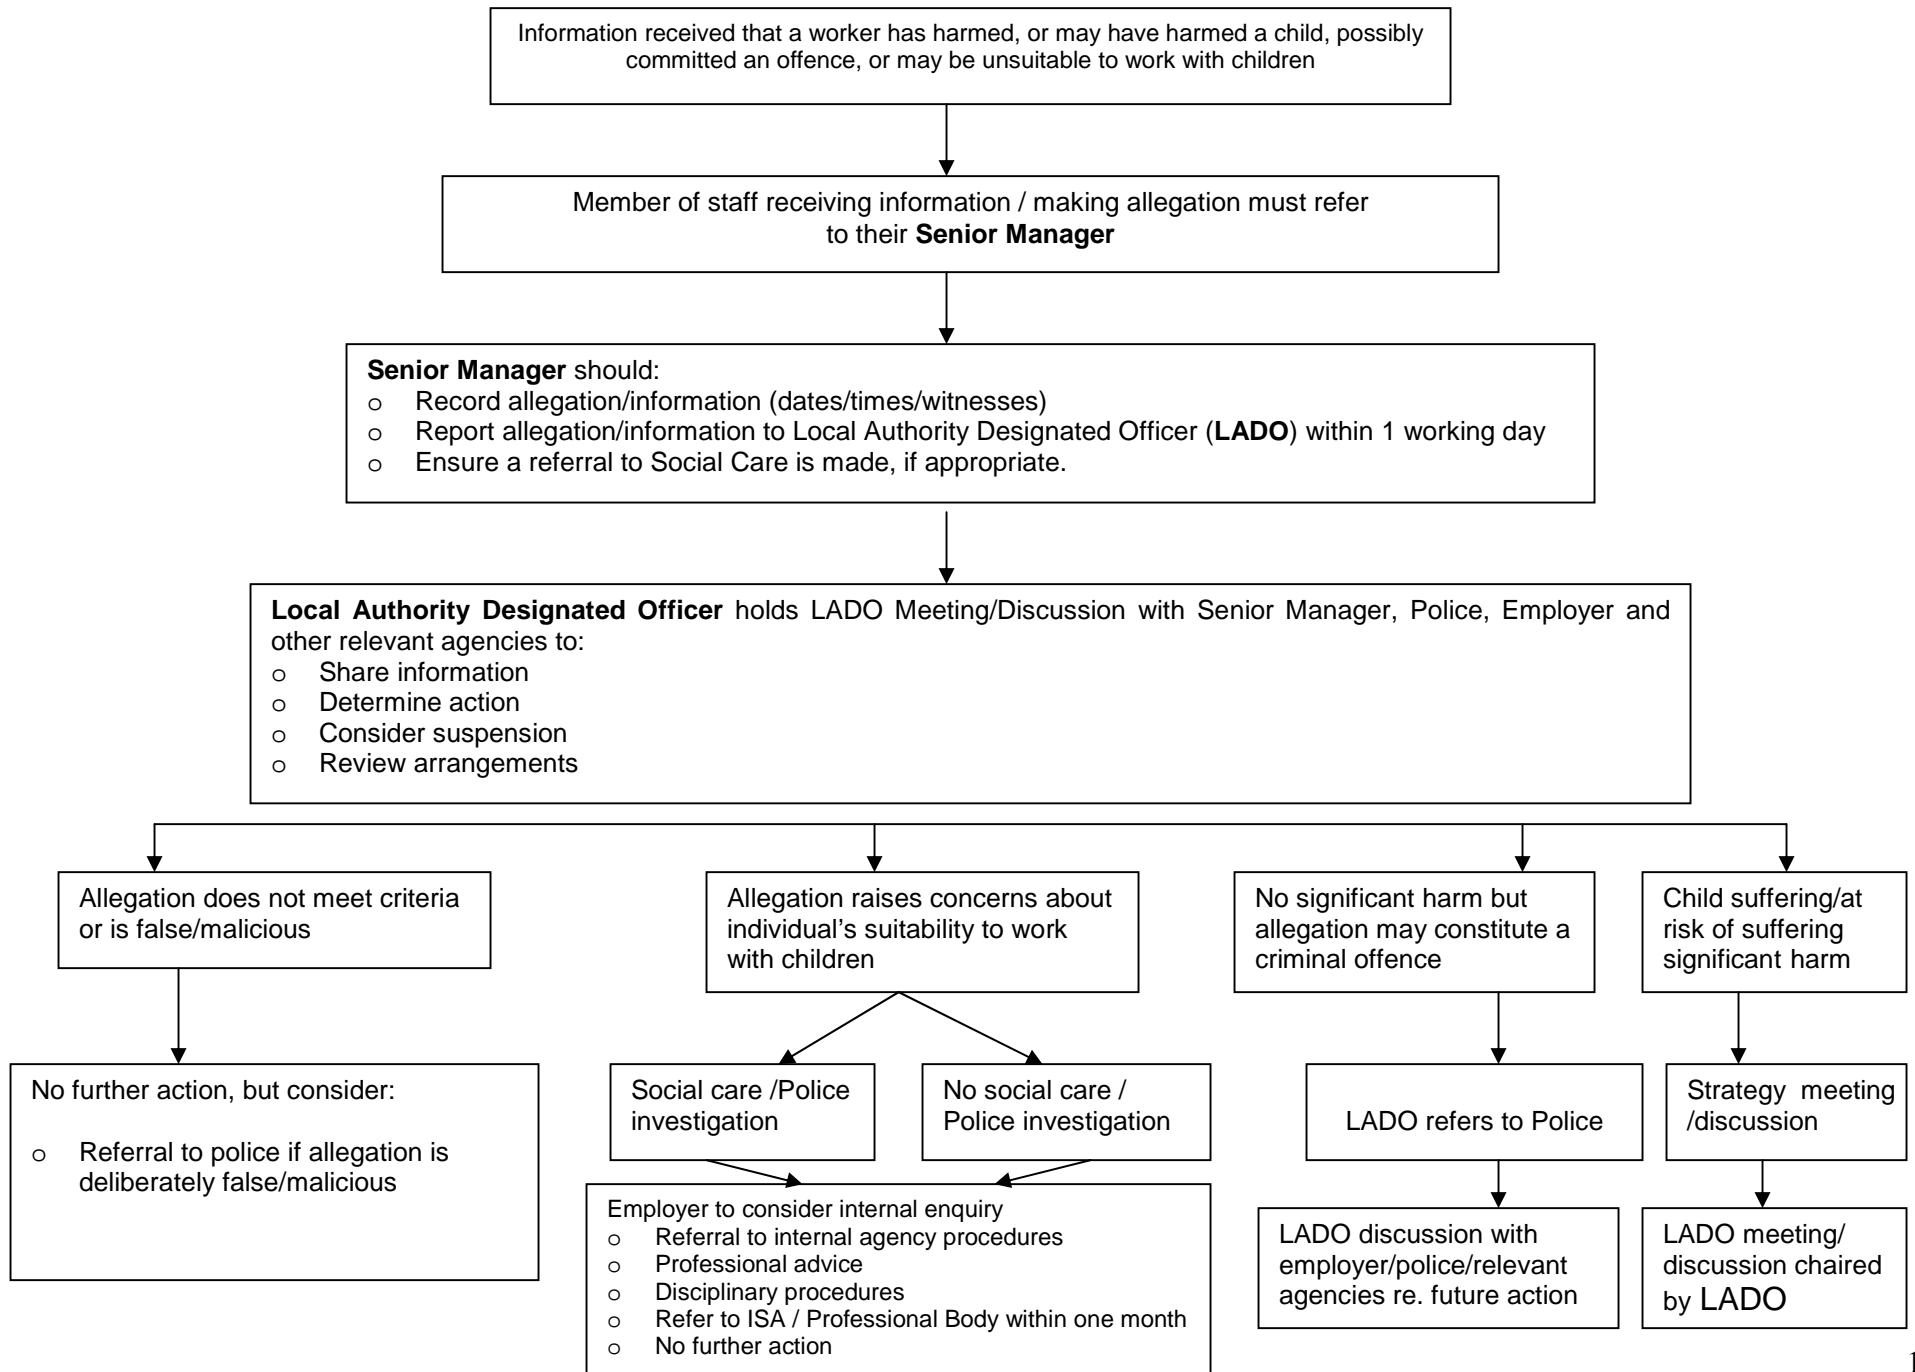 Information received that a worker has harmed, or may have harmed a child, possibly
committed an offence, or may be unsuitable to work with children
Member of staff receiving information / making allegation must refer
to their Senior Manager
Senior Manager should:
o Record allegation/information (dates/times/witnesses)
o Report allegation/information to Local Authority Designated Officer (LADO) within 1 working day
o Ensure a referral to Social Care is made, if appropriate.
Local Authority Designated Officer holds LADO Meeting/Discussion with Senior Manager, Police, Employer and
other relevant agencies to:
o Share information
o Determine action
o Consider suspension
o Review arrangements
Allegation does not meet criteria
or is false/malicious
Allegation raises concerns about
individual's suitability to work
with children
No significant harm but
allegation may constitute a
criminal offence
Child suffering/at
risk of suffering
significant harm
No further action, but consider:
o Referral to police if allegation is
deliberately false/malicious
Social care /Police
investigation
No social care /
Police investigation
LADO refers to Police
Strategy meeting
/discussion
Employer to consider internal enquiry
o Referral to internal agency procedures
o Professional advice
o Disciplinary procedures
o Refer to ISA / Professional Body within one month
o No further action
LADO discussion with
employer/police/relevant
agencies re. future action
LADO meeting/
discussion chaired
by LADO
1